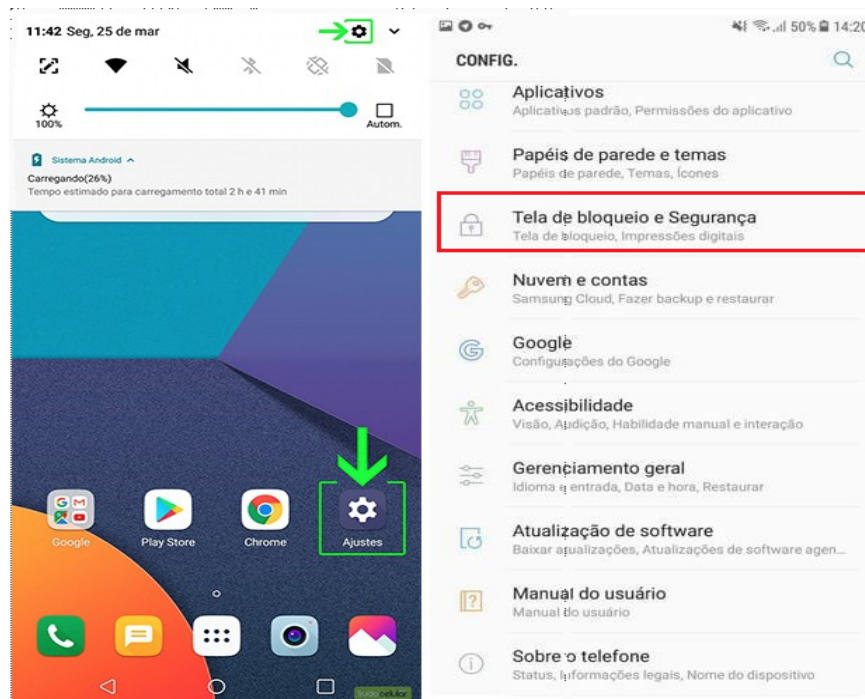 11:42 Seg, 25 de mar
100%
Autom.
Sistema Android
Carregando(26%)
Tempo estimado para carregamento total 2 h e 41 min
Google
Play Store
Chrome
Ajustes
tudocelular
50% 14:20
CONFIG.
Aplicativos
Aplicativos padrão, Permissões do aplicativo
Papéis de parede e temas
Papéis de parede, Temas, Ícones
Tela de bloqueio e Segurança
Tela de bloqueio, Impressões digitais
Nuvem e contas
Samsung Cloud, Fazer backup e restaurar
Google
Configurações do Google
Acessibilidade
Visão, Audição, Habilidade manual e interação
Gerenciamento geral
Idioma e entrada, Data e hora, Restaurar
Atualização de software
Baixar atualizações, Atualizações de software agen...
Manual do usuário
Manual do usuário
Sobre o telefone
Status, Informações legais, Nome do dispositivo